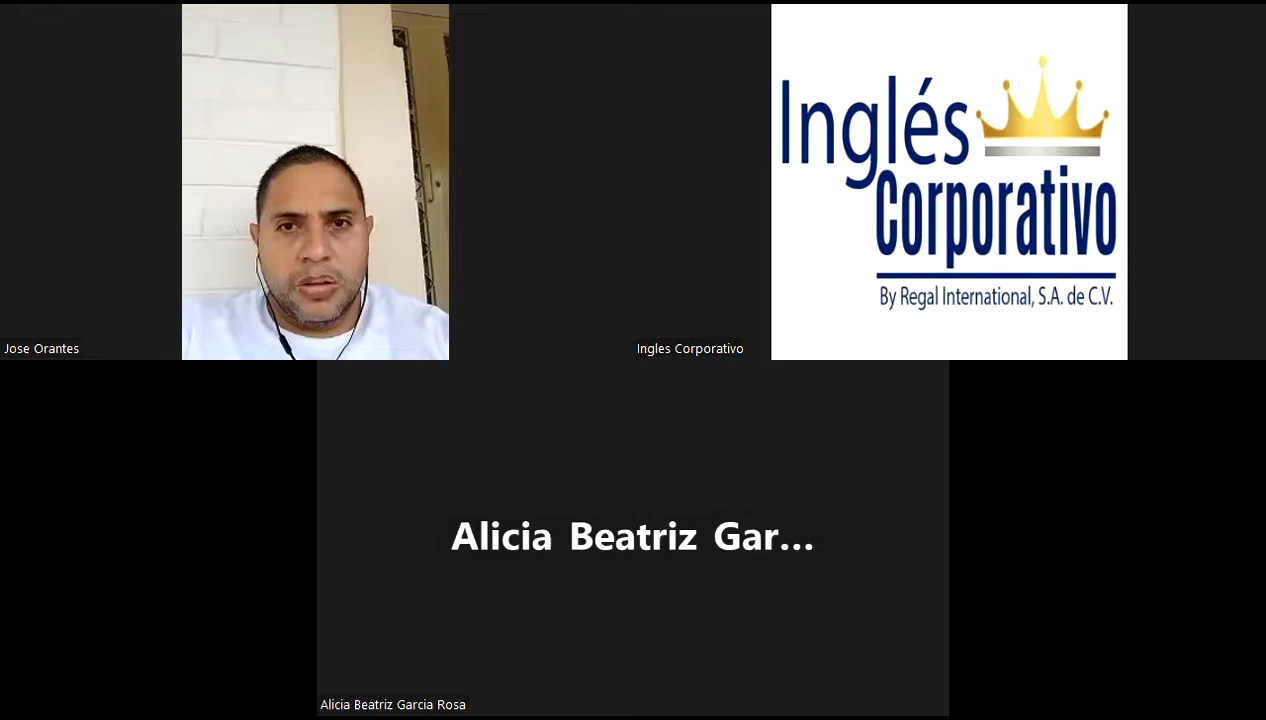 Inglés
Corporativo
By Regal International, S.A. de C.V.
Jose Orantes
Ingles Corporativo
Alicia Beatriz Gar...
Alicia Beatriz Garcia Rosa